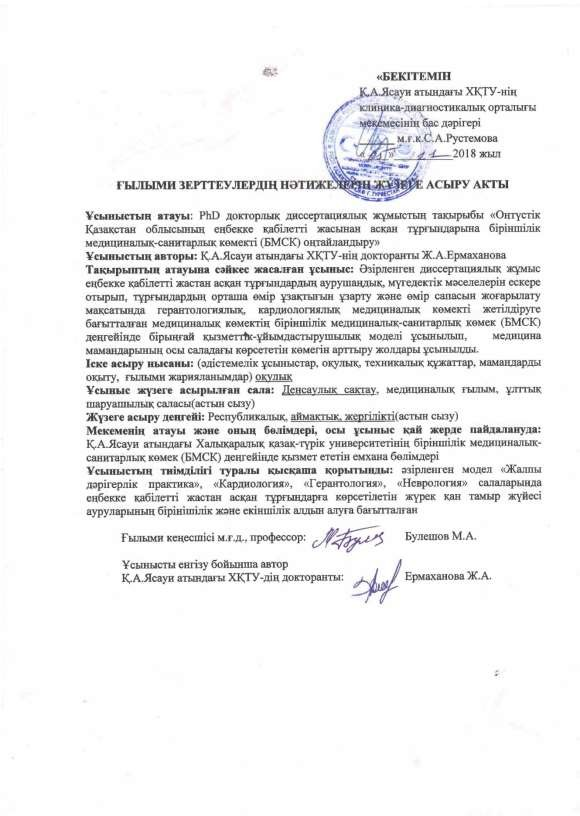 «БЕКІТЕМІН
Қ.А.Ясауи атындағы ХҚТУ-нің
клиника-диагностикалық орталығы
мекемесінің бас дәрігері
м.ғ.к.С.А.Рустемова
2018 жыл
ҒЫЛЫМИ ЗЕРТТЕУЛЕРДІҢ НӘТИЖЕЛЕРІН ЖҮЗЕГЕ АСЫРУ АКТЫ
Ұсыныстың атауы: PhD докторлық диссертациялық жұмыстың тақырыбы «Оңтүстік
Қазақстан облысының еңбекке қабілетті жасынан асқан тұрғындарына біріншілік
медициналық-санитарлық көмекті (БМСК) оңтайландыру»
Ұсыныстың авторы: Қ.А.Ясауи атындағы ХҚТУ-нің докторанты Ж.А.Ермаханова
Тақырыптың атауына сәйкес жасалған ұсыныс: Әзірленген диссертациялық жұмыс
еңбекке қабілетті жастан асқан тұрғындардың аурушаңдық, мүгедектік мәселелерін ескере
отырып, тұрғындардың орташа өмір ұзақтығын ұзарту және өмір сапасын жоғарылату
мақсатында геронтологиялық, кардиологиялық медициналық көмекті жетілдіруге
бағытталған медициналық көмектің біріншілік медициналық-санитарлық көмек (БМСК)
деңгейінде бірыңғай қызметтік-ұйымдастырушылық моделі ұсынылып, медицина
мамандарының осы саладағы көрсететін көмегін арттыру жолдары ұсынылды.
Іске асыру нысаны: (әдістемелік ұсыныстар, оқулық, техникалық құжаттар, мамандарды
оқыту, ғылыми жарияланымдар) оқулық
Ұсыныс жүзеге асырылған сала: Денсаулық сақтау, медициналық ғылым, ұлттық
шаруашылық саласы(астын сызу)
Жүзеге асыру деңгейі: Республикалық, аймақтық, жергілікті(астын сызу)
Мекеменің атауы және оның бөлімдері, осы ұсыныс қай жерде пайдалануда:
Қ.А.Ясауи атындағы Халықаралық қазақ-түрік университетінің біріншілік медициналық-
санитарлық көмек (БМСК) деңгейінде қызмет ететін емхана бөлімдері
Ұсыныстың тиімділігі туралы қысқаша қорытынды: әзірленген модел «Жалпы
дәрігерлік практика», «Кардиология», «Герантология», «Неврология» салаларында
еңбекке қабілетті жастан асқан тұрғындарға көрсетілетін жүрек қан тамыр жүйесі
ауруларының бірінішілік және екіншілік алдын алуға бағытталған
Ғылыми кеңесшісі м.ғ.д., профессор: Булешов М.А.
Ұсынысты енгізу бойынша автор
Қ.А.Ясауи атындағы ХҚТУ-дің докторанты: Ермаханова Ж.А.